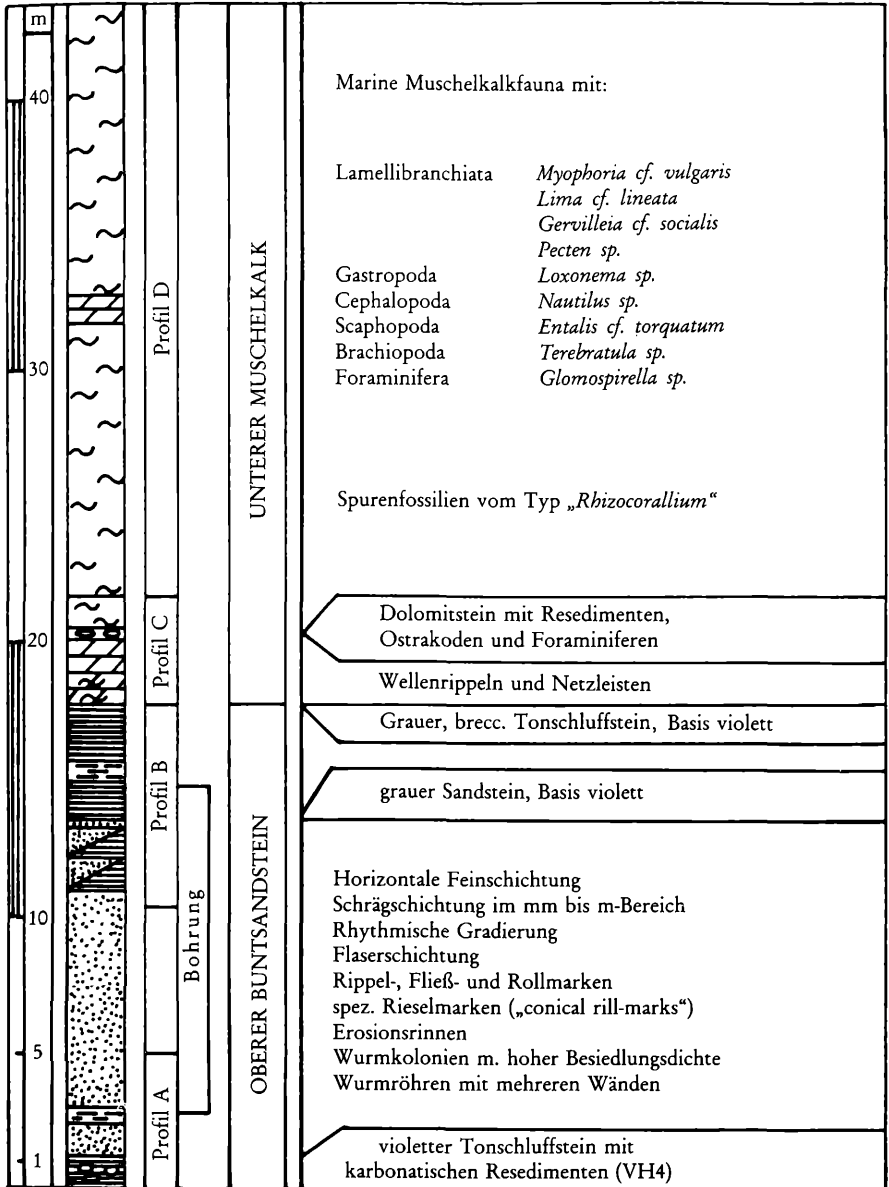 m
40
30
20
10
5
1
Profil D
Profil C
Profil B
Profil A
Bohrung
UNTERER MUSCHELKALK
OBERER BUNTSANDSTEIN
Marine Muschelkalkfauna mit:
Lamellibranchiata Myophoria cf. vulgaris
Lima cf. lineata
Gervilleia cf. socialis
Pecten sp.
Gastropoda Loxonema sp.
Cephalopoda Nautilus sp.
Scaphopoda Entalis cf. torquatum
Brachiopoda Terebratula sp.
Foraminifera Glomospirella sp.
Spurenfossilien vom Typ „Rhizocorallium“
Dolomitstein mit Resedimenten,
Ostrakoden und Foraminiferen
Wellenrippeln und Netzleisten
Grauer, brecc. Tonschluffstein, Basis violett
grauer Sandstein, Basis violett
Horizontale Feinschichtung
Schrägschichtung im mm bis m-Bereich
Rhythmische Gradierung
Flaserschichtung
Rippel-, Fließ- und Rollmarken
spez. Rieselmarken („conical rill-marks“)
Erosionsrinnen
Wurmkolonien m. hoher Besiedlungsdichte
Wurmröhren mit mehreren Wänden
violetter Tonschluffstein mit
karbonatischen Resedimenten (VH4)